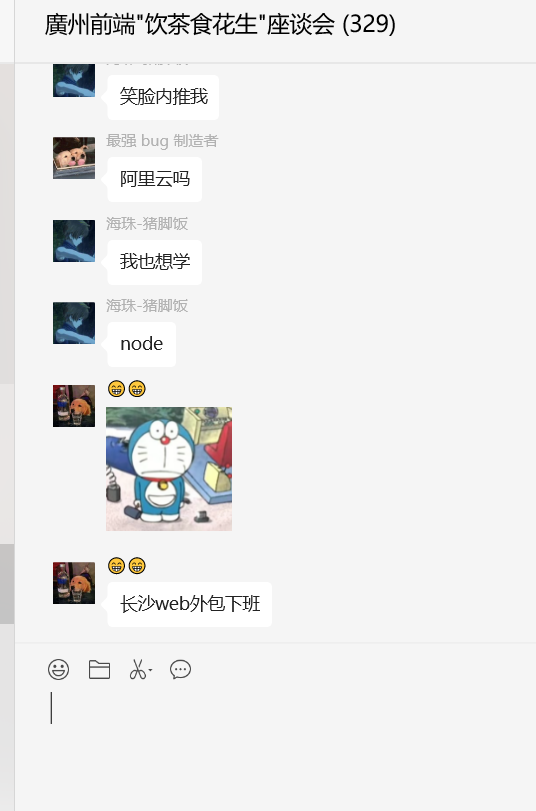 廣州前端"饮茶食花生"座谈会 (329)
笑脸内推我
最强 bug 制造者
阿里云吗
海珠-猪脚饭
我也想学
海珠-猪脚饭
node
😁😁
😁😁
长沙web外包下班